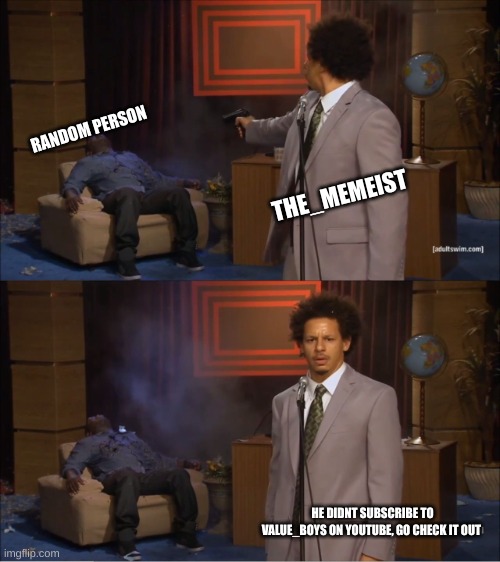 RANDOM PERSON
THE_MEMEIST
[adultswim.com]
HE DIDNT SUBSCRIBE TO
VALUE_BOYS ON YOUTUBE, GO CHECK IT OUT
imgflip.com